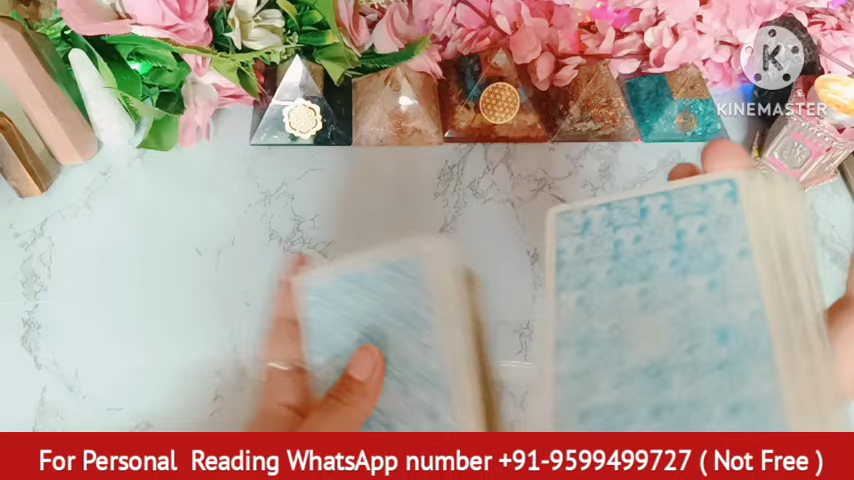 K
KINEMASTER
For Personal Reading WhatsApp number +91-9599499727 ( Not Free )